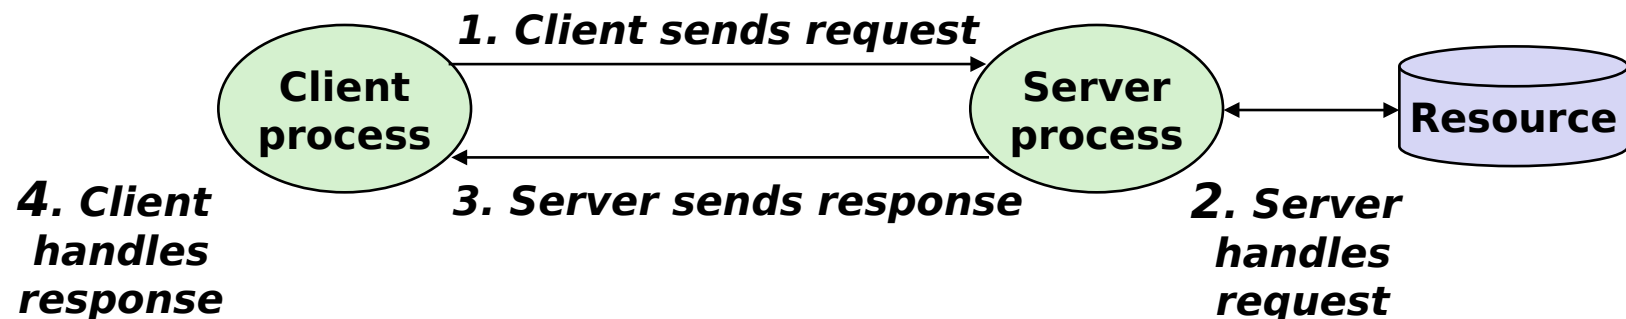 1. Client sends request
Client
process
Server
process
Resource
3. Server sends response
4. Client
handles
response
2. Server
handles
request